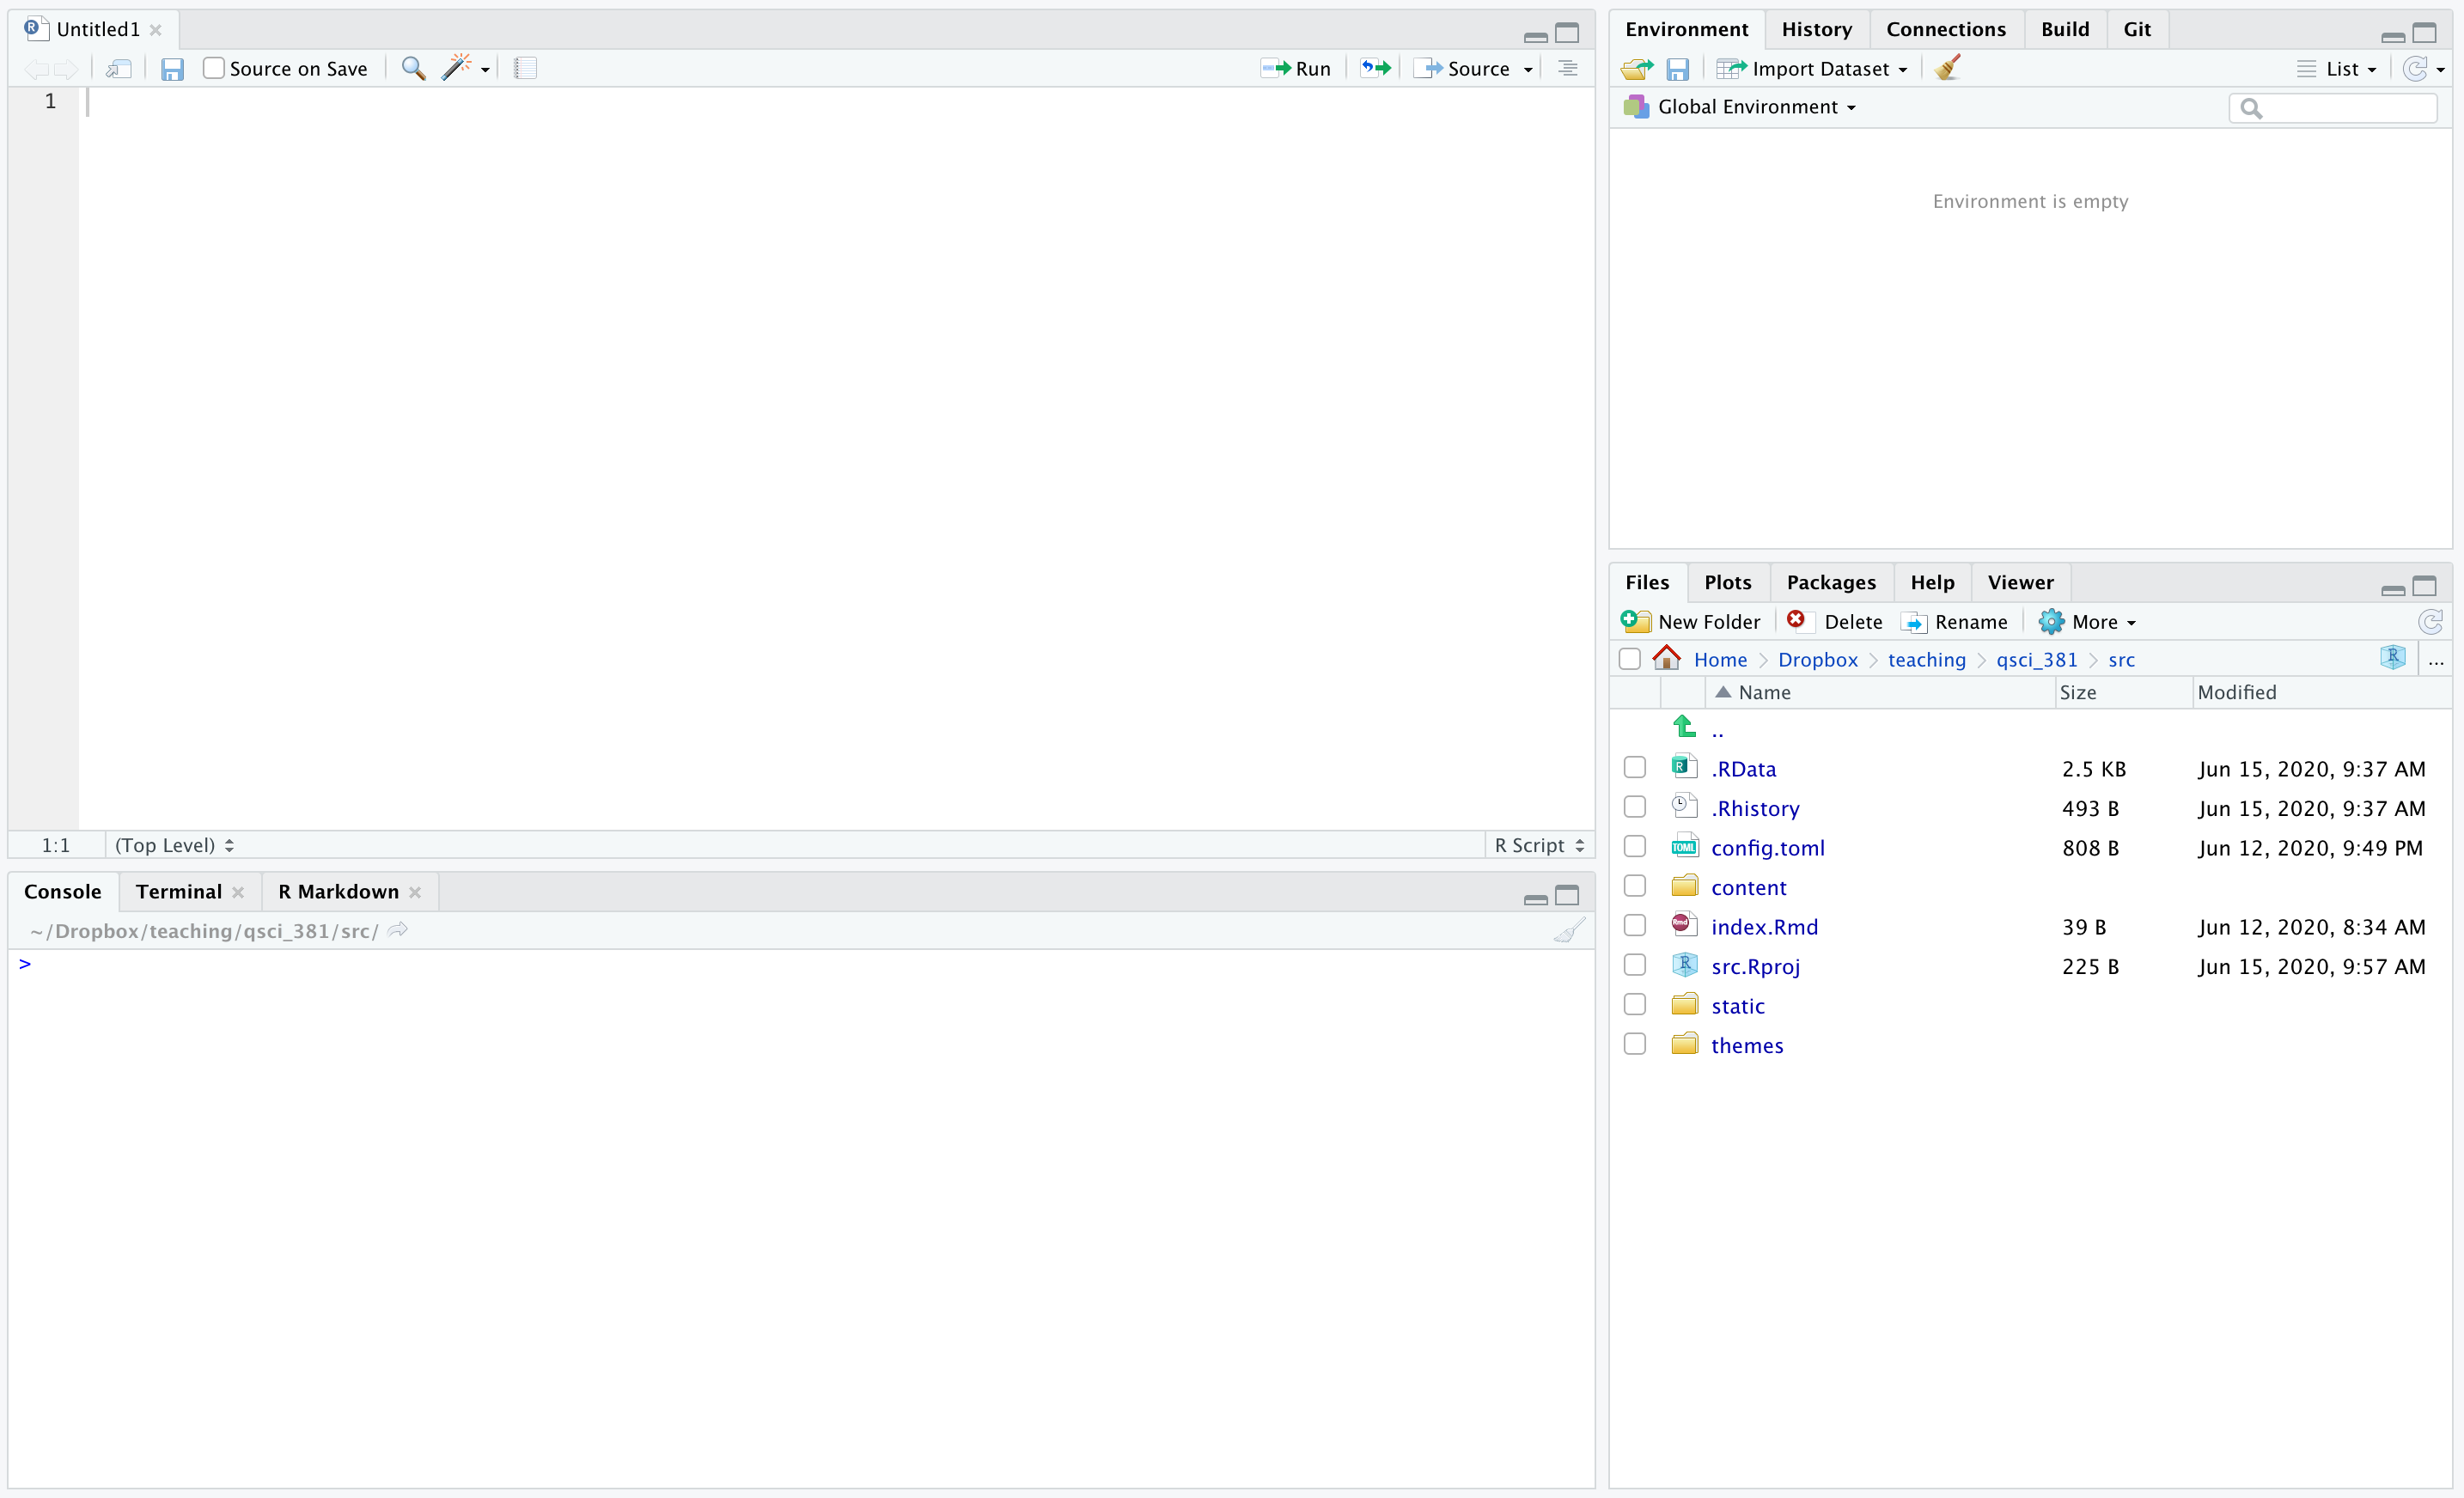 Untitled1
Source on Save
Run
Source
1
1:1
(Top Level)
R Script
Console
Terminal
R Markdown
~/Dropbox/teaching/qsci_381/src/
>
Environment
History
Connections
Build
Git
Import Dataset
List
Global Environment
Environment is empty
Files
Plots
Packages
Help
Viewer
New Folder
Delete
Rename
More
Home
Dropbox
teaching
qsci_381
src
R
...
Name
Size
Modified
..
.RData 2.5 KB Jun 15, 2020, 9:37 AM
.Rhistory 493 B Jun 15, 2020, 9:37 AM
TOML config.toml 808 B Jun 12, 2020, 9:49 PM
content
Rmd index.Rmd 39 B Jun 12, 2020, 8:34 AM
R src.Rproj 225 B Jun 15, 2020, 9:57 AM
static
themes